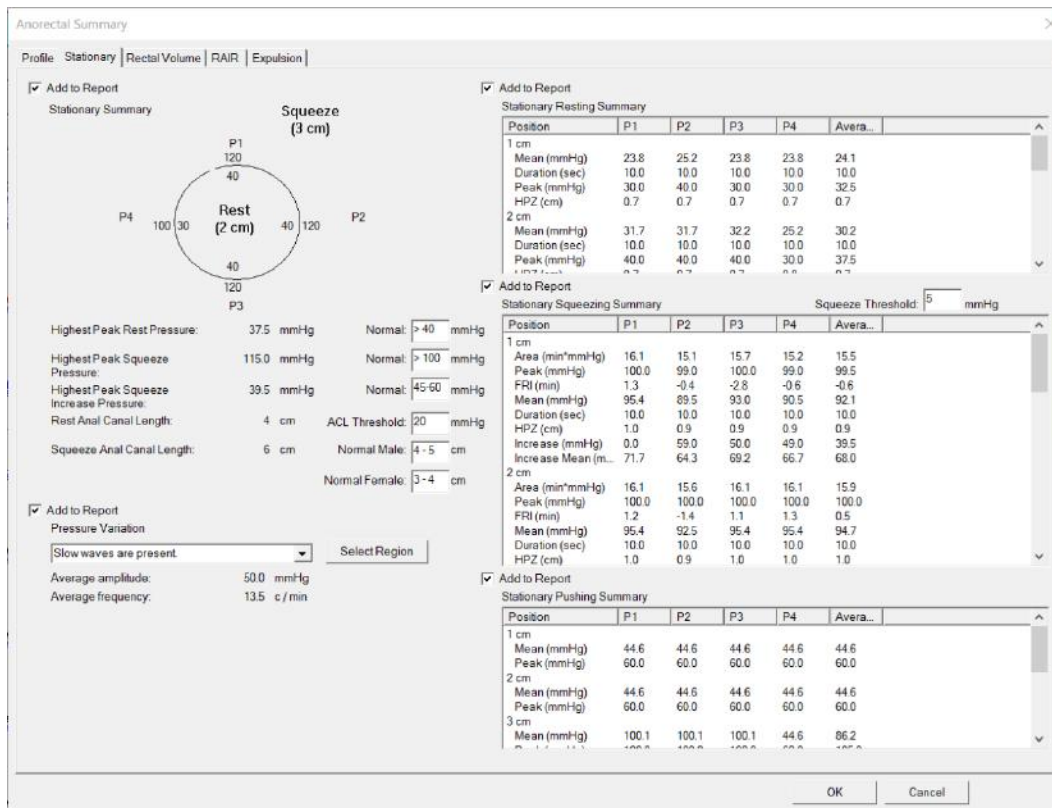 Anorectal Summary
Profile Stationary Rectal Volume RAIR Expulsion
Add to Report
Stationary Summary
Squeeze
(3 cm)
P1
120
40
P4 100 30 Rest 40 120 P2
(2 cm)
40
120
P3
Highest Peak Rest Pressure: 37.5 mmHg Normal: > 40 mmHg
Highest Peak Squeeze Pressure: 115.0 mmHg Normal: > 100 mmHg
Highest Peak Squeeze Increase Pressure: 39.5 mmHg Normal: 45-60 mmHg
Rest Anal Canal Length: 4 cm ACL Threshold: 20 mmHg
Squeeze Anal Canal Length: 6 cm Normal Male: 4 - 5 cm
Normal Female: 3 - 4 cm
Add to Report
Pressure Variation
Slow waves are present. Select Region
Average amplitude: 50.0 mmHg
Average frequency: 13.5 c / min
Add to Report
Stationary Resting Summary
Position P1 P2 P3 P4 Avera...
1 cm
Mean (mmHg) 23.8 25.2 23.8 23.8 24.1
Duration (sec) 10.0 10.0 10.0 10.0 10.0
Peak (mmHg) 30.0 40.0 30.0 30.0 32.5
HPZ (cm) 0.7 0.7 0.7 0.7 0.7
2 cm
Mean (mmHg) 31.7 31.7 32.2 25.2 30.2
Duration (sec) 10.0 10.0 10.0 10.0 10.0
Peak (mmHg) 40.0 40.0 40.0 30.0 37.5
Add to Report
Stationary Squeezing Summary Squeeze Threshold: 5 mmHg
Position P1 P2 P3 P4 Avera...
1 cm
Area (min*mmHg) 16.1 15.1 15.7 15.2 15.5
Peak (mmHg) 100.0 99.0 100.0 99.0 99.5
FRI (min) 1.3 -0.4 -2.8 -0.6 -0.6
Mean (mmHg) 95.4 89.5 93.0 90.5 92.1
Duration (sec) 10.0 10.0 10.0 10.0 10.0
HPZ (cm) 1.0 0.9 0.9 0.9 0.9
Increase (mmHg) 0.0 59.0 50.0 49.0 39.5
Increase Mean (m... 71.7 64.3 69.2 66.7 68.0
2 cm
Area (min*mmHg) 16.1 15.6 16.1 16.1 15.9
Peak (mmHg) 100.0 100.0 100.0 100.0 100.0
FRI (min) 1.2 -1.4 1.1 1.3 0.5
Mean (mmHg) 95.4 92.5 95.4 95.4 94.7
Duration (sec) 10.0 10.0 10.0 10.0 10.0
HPZ (cm) 1.0 0.9 1.0 1.0 1.0
Add to Report
Stationary Pushing Summary
Position P1 P2 P3 P4 Avera...
1 cm
Mean (mmHg) 44.6 44.6 44.6 44.6 44.6
Peak (mmHg) 60.0 60.0 60.0 60.0 60.0
2 cm
Mean (mmHg) 44.6 44.6 44.6 44.6 44.6
Peak (mmHg) 60.0 60.0 60.0 60.0 60.0
3 cm
Mean (mmHg) 100.1 100.1 100.1 44.6 86.2
OK Cancel